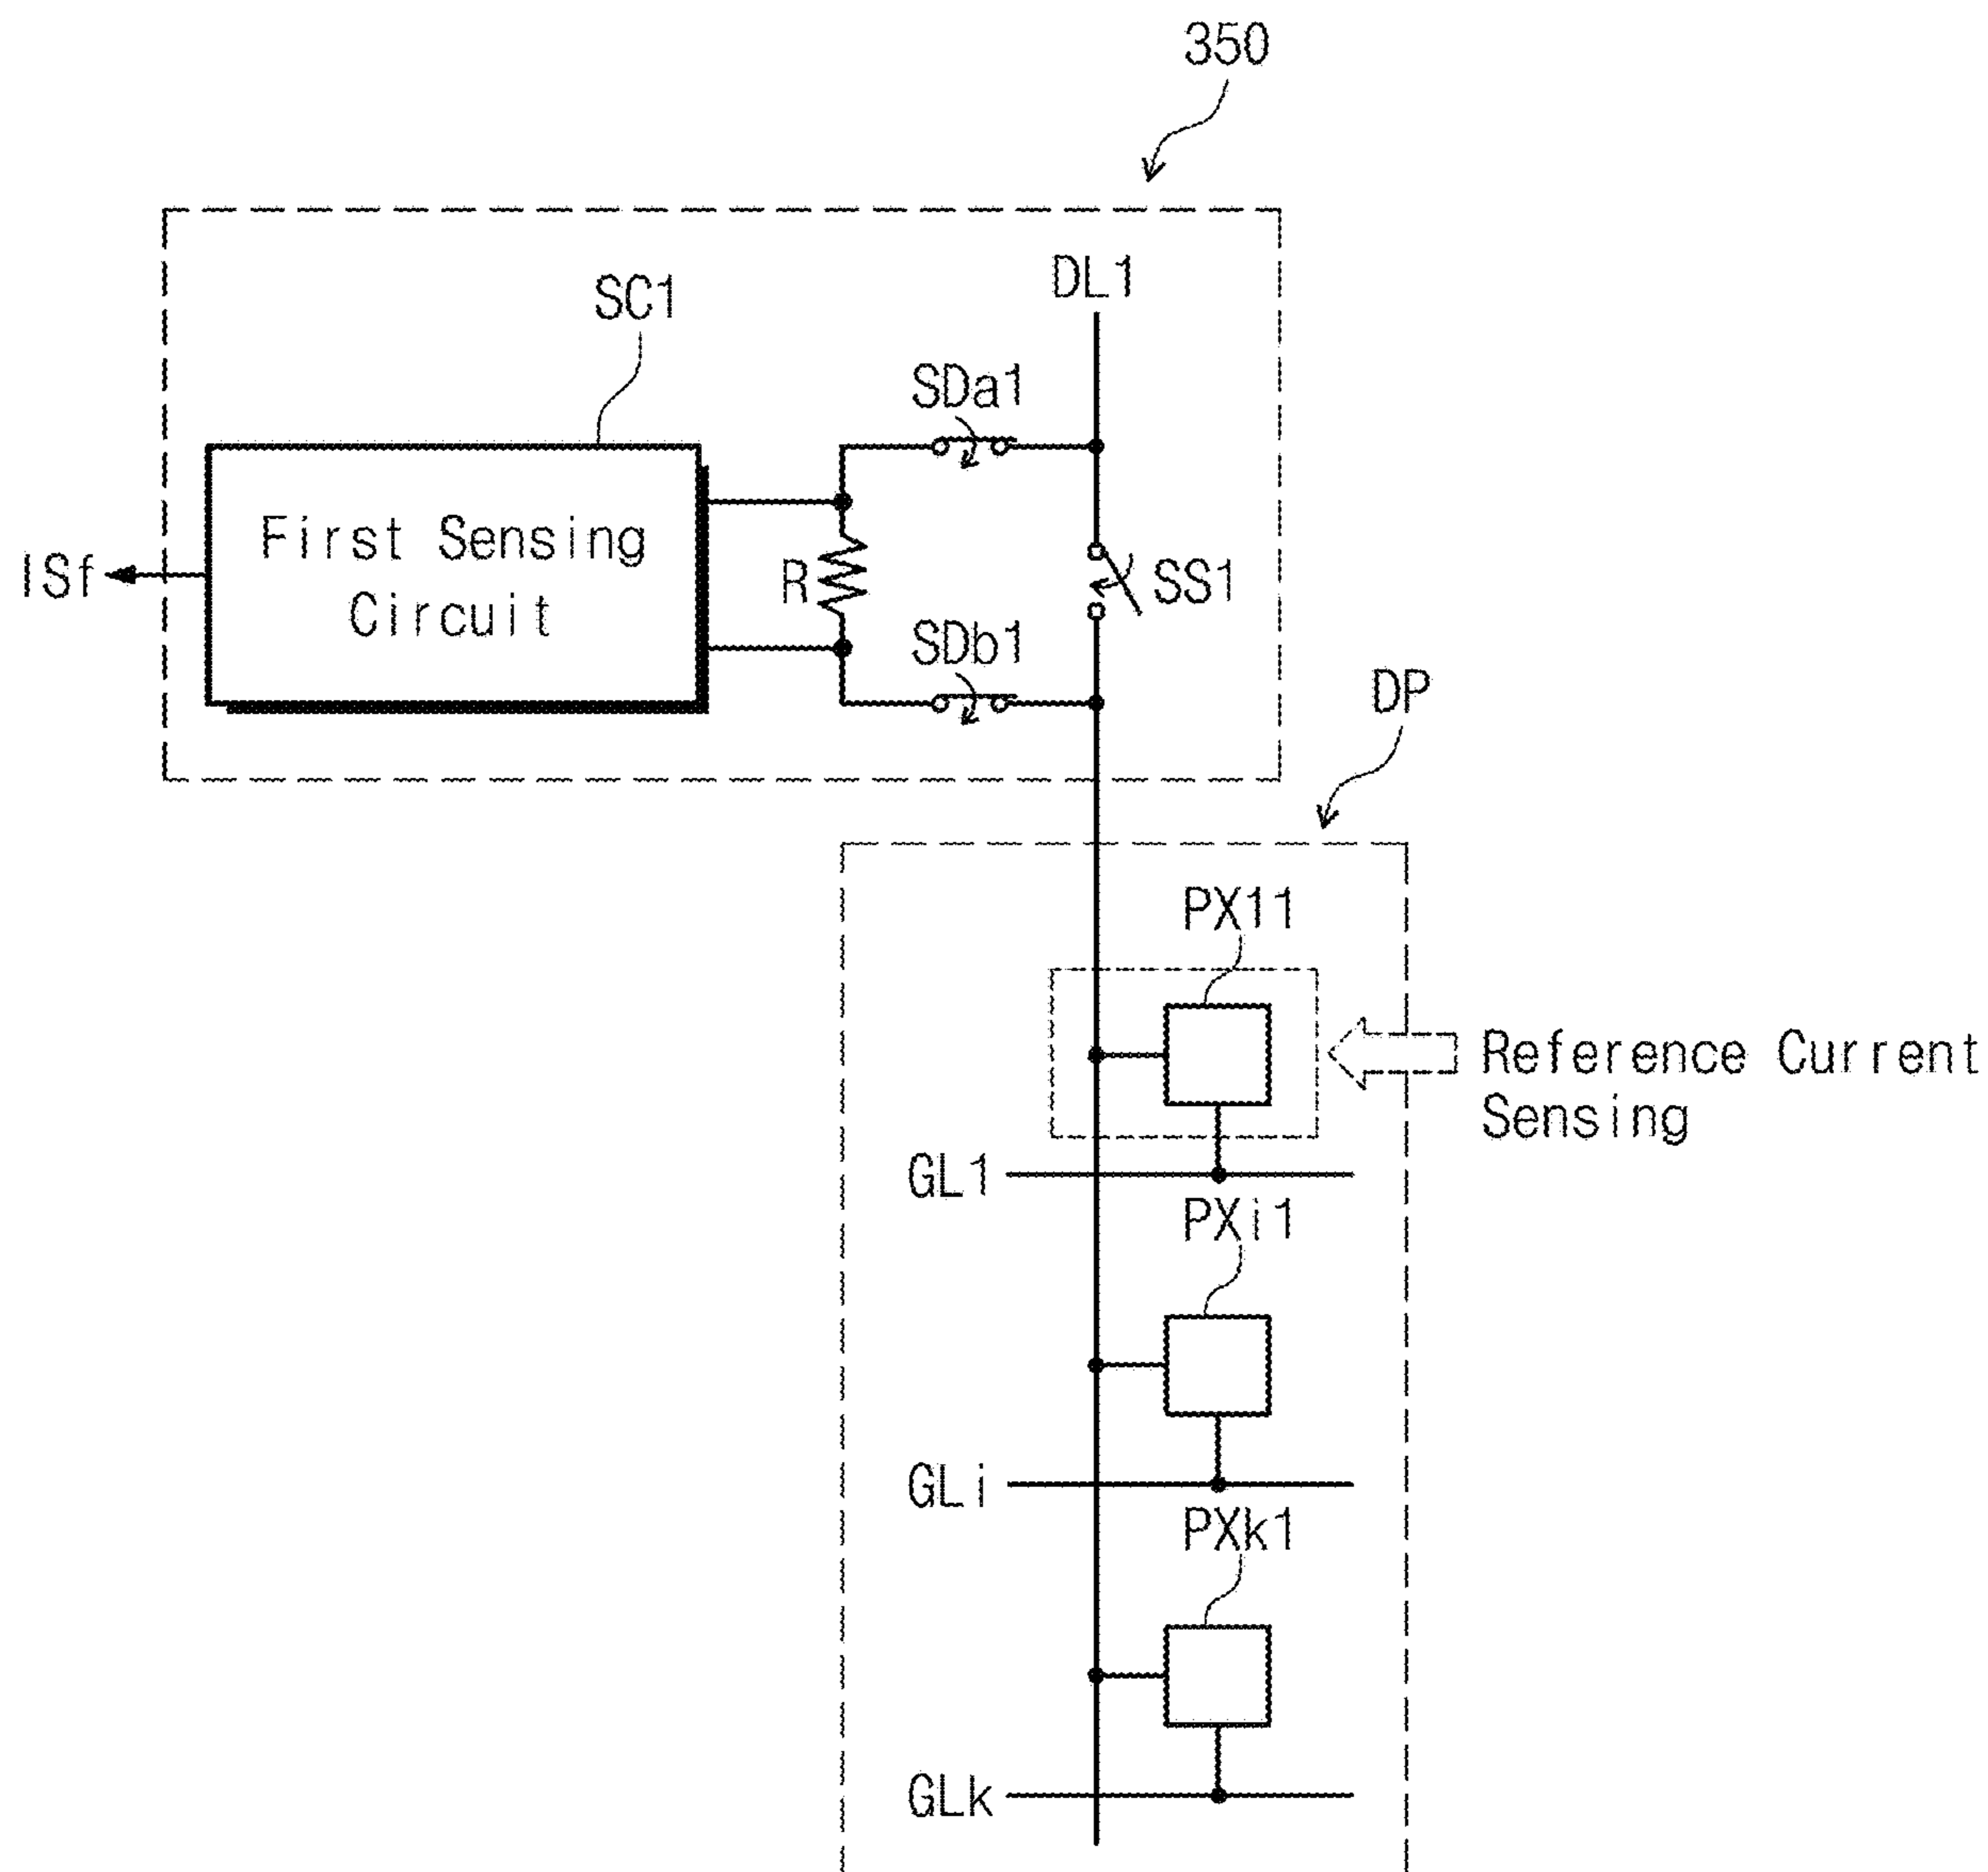 350
DL1
SC1
SDa1
First Sensing
Circuit
ISf
R
SS1
SDb1
DP
PX11
Reference Current
Sensing
GL1
PXi1
GLi
PXk1
GLk